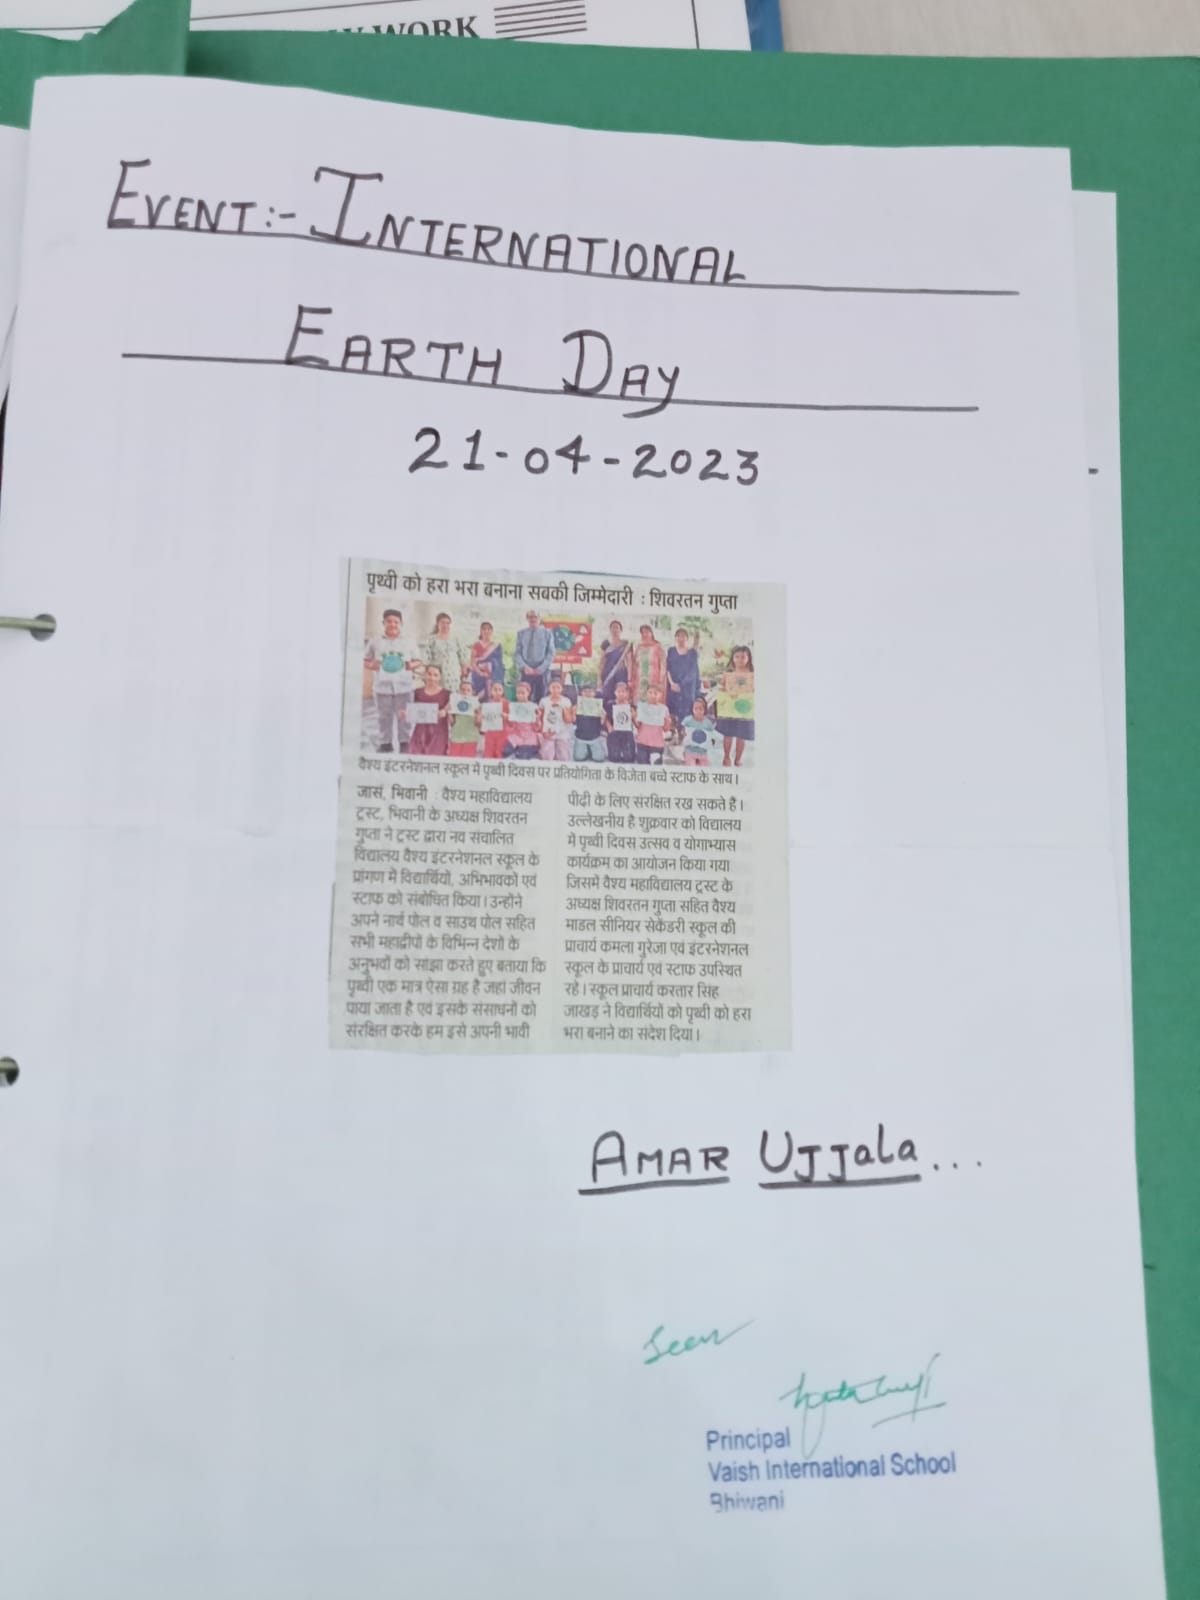 WORK
EVENT:- INTERNATIONAL
EARTH DAY
21-04-2023
पृथ्वी को हरा भरा बनाना सबकी जिम्मेदारी : शिवरतन गुप्ता
वैश्य इंटरनेशनल स्कूल में पृथ्वी दिवस पर प्रतियोगिता के विजेता बच्चे स्टाफ के साथ।
जासं, भिवानी : वैश्य महाविद्यालय
ट्रस्ट, भिवानी के अध्यक्ष शिवरतन
गुप्ता ने ट्रस्ट द्वारा नव संचालित
विद्यालय वैश्य इंटरनेशनल स्कूल के
प्रांगण में विद्यार्थियों, अभिभावकों एवं
स्टाफ को संबोधित किया। उन्होंने
अपने नार्थ पोल व साउथ पोल सहित
सभी महाद्वीपों के विभिन्न देशों के
अनुभवों को सांझा करते हुए बताया कि
पृथ्वी एक मात्र ऐसा ग्रह है जहां जीवन
पाया जाता है एवं इसके संसाधनों को
संरक्षित करके हम इसे अपनी भावी
पीढ़ी के लिए संरक्षित रख सकते हैं।
उल्लेखनीय है शुक्रवार को विद्यालय
में पृथ्वी दिवस उत्सव व योगाभ्यास
कार्यक्रम का आयोजन किया गया
जिसमें वैश्य महाविद्यालय ट्रस्ट के
अध्यक्ष शिवरतन गुप्ता सहित वैश्य
माडल सीनियर सेकेंडरी स्कूल की
प्राचार्य कमला गुरेजा एवं इंटरनेशनल
स्कूल के प्राचार्य एवं स्टाफ उपस्थित
रहे। स्कूल प्राचार्य करतार सिंह
जाखड़ ने विद्यार्थियों को पृथ्वी को हरा
भरा बनाने का संदेश दिया।
AMAR UJJALA...
Seen
Principal
Vaish International School
Bhiwani